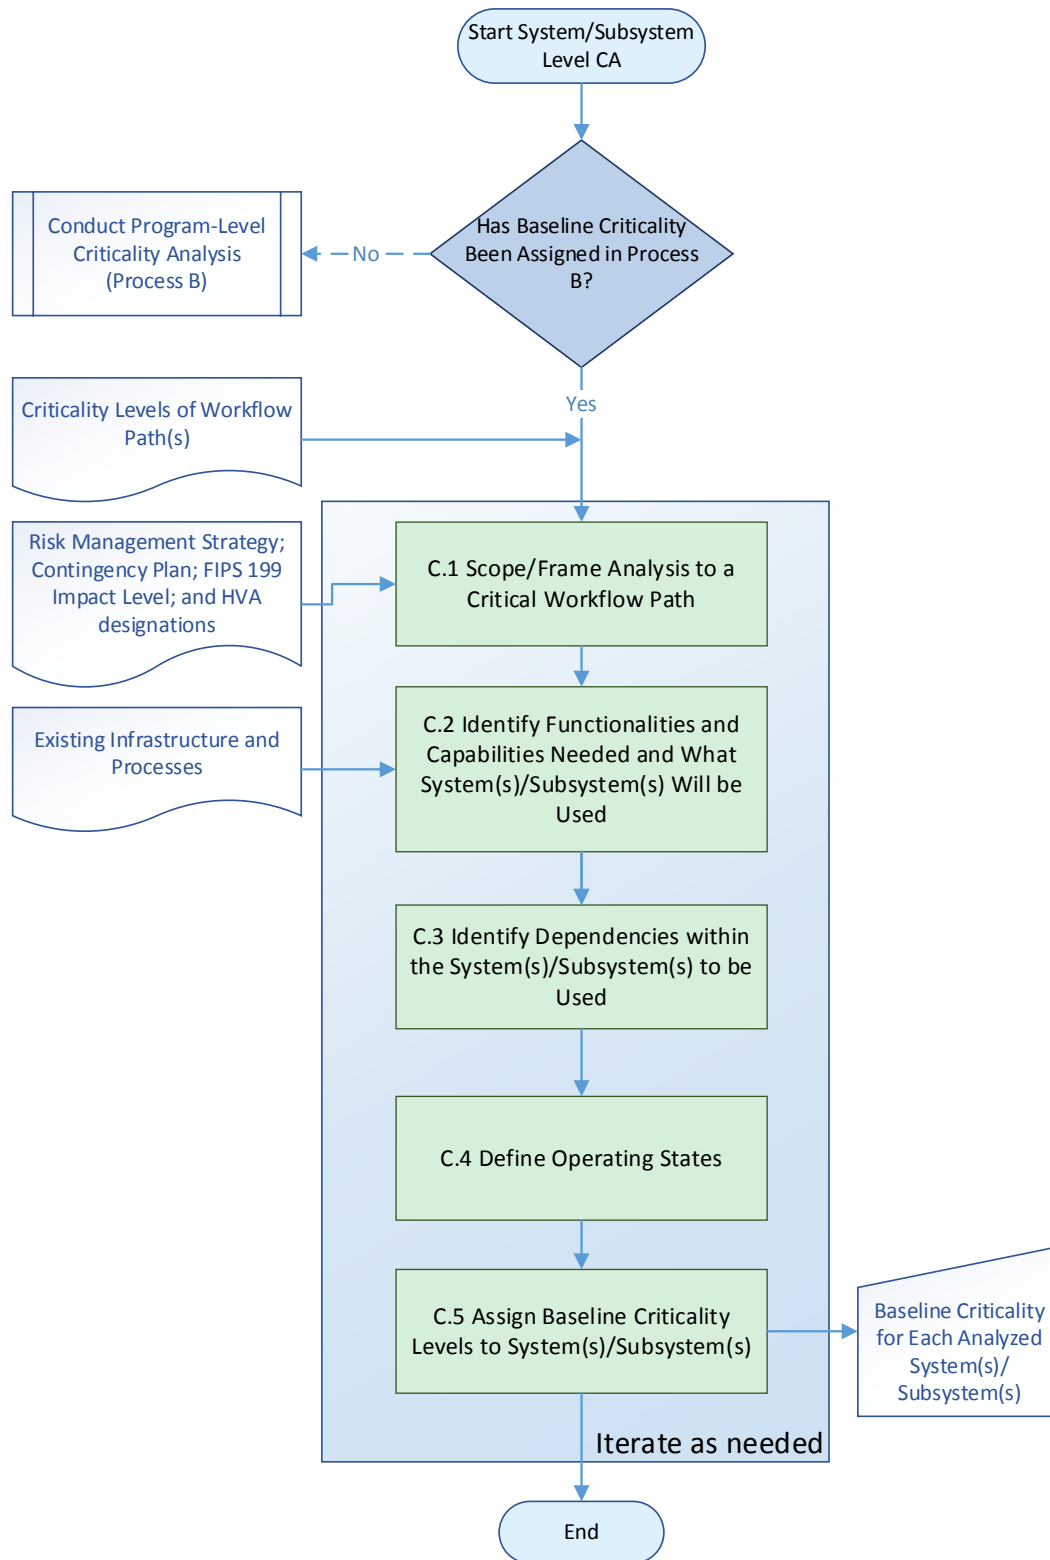 Start System/Subsystem
Level CA
Has Baseline Criticality
Been Assigned in Process
B?
No
Conduct Program-Level
Criticality Analysis
(Process B)
Yes
Criticality Levels of Workflow
Path(s)
Risk Management Strategy;
Contingency Plan; FIPS 199
Impact Level; and HVA
designations
C.1 Scope/Frame Analysis to a
Critical Workflow Path
Existing Infrastructure and
Processes
C.2 Identify Functionalities and
Capabilities Needed and What
System(s)/Subsystem(s) Will be
Used
C.3 Identify Dependencies within
the System(s)/Subsystem(s) to be
Used
C.4 Define Operating States
C.5 Assign Baseline Criticality
Levels to System(s)/Subsystem(s)
Baseline Criticality
for Each Analyzed
System(s)/
Subsystem(s)
Iterate as needed
End